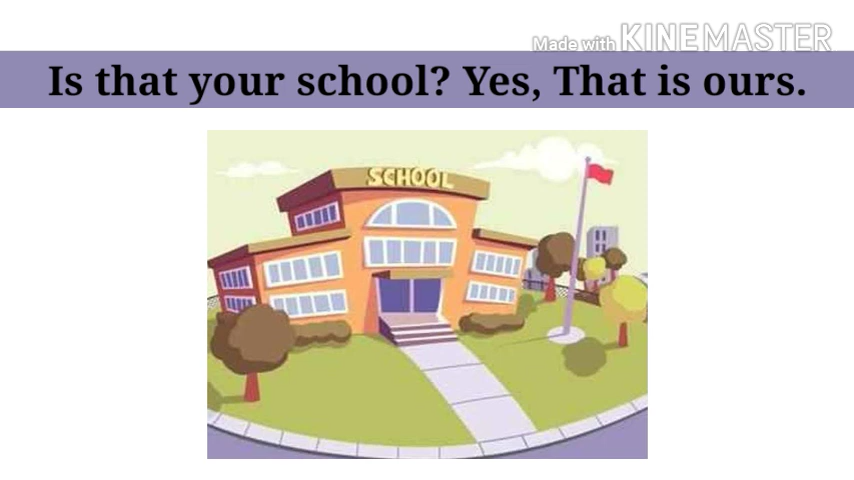 Made with KINEMASTER
Is that your school? Yes, That is ours.
SCHOOL